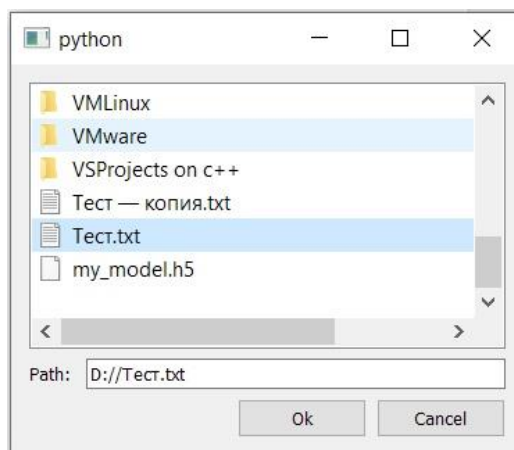 python
VMLinux
VMware
VSProjects on c++
Тест — копия.txt
Тест.txt
my_model.h5
Path: D://Тест.txt
Ok Cancel